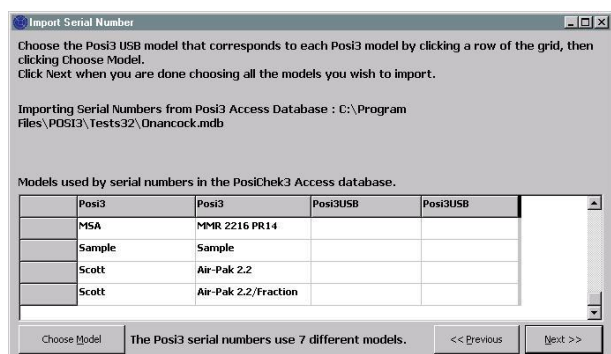 Import Serial Number
Choose the Posi3 USB model that corresponds to each Posi3 model by clicking a row of the grid, then
clicking Choose Model.
Click Next when you are done choosing all the models you wish to import.
Importing Serial Numbers from Posi3 Access Database : C:\Program
Files\POSI3\Tests32\Onancock.mdb
Models used by serial numbers in the PosiChek3 Access database.
Posi3 Posi3 Posi3USB Posi3USB
MSA MMR 2216 PR14
Sample Sample
Scott Air-Pak 2.2
Scott Air-Pak 2.2/Fraction
Choose Model The Posi3 serial numbers use 7 different models. << Previous Next >>